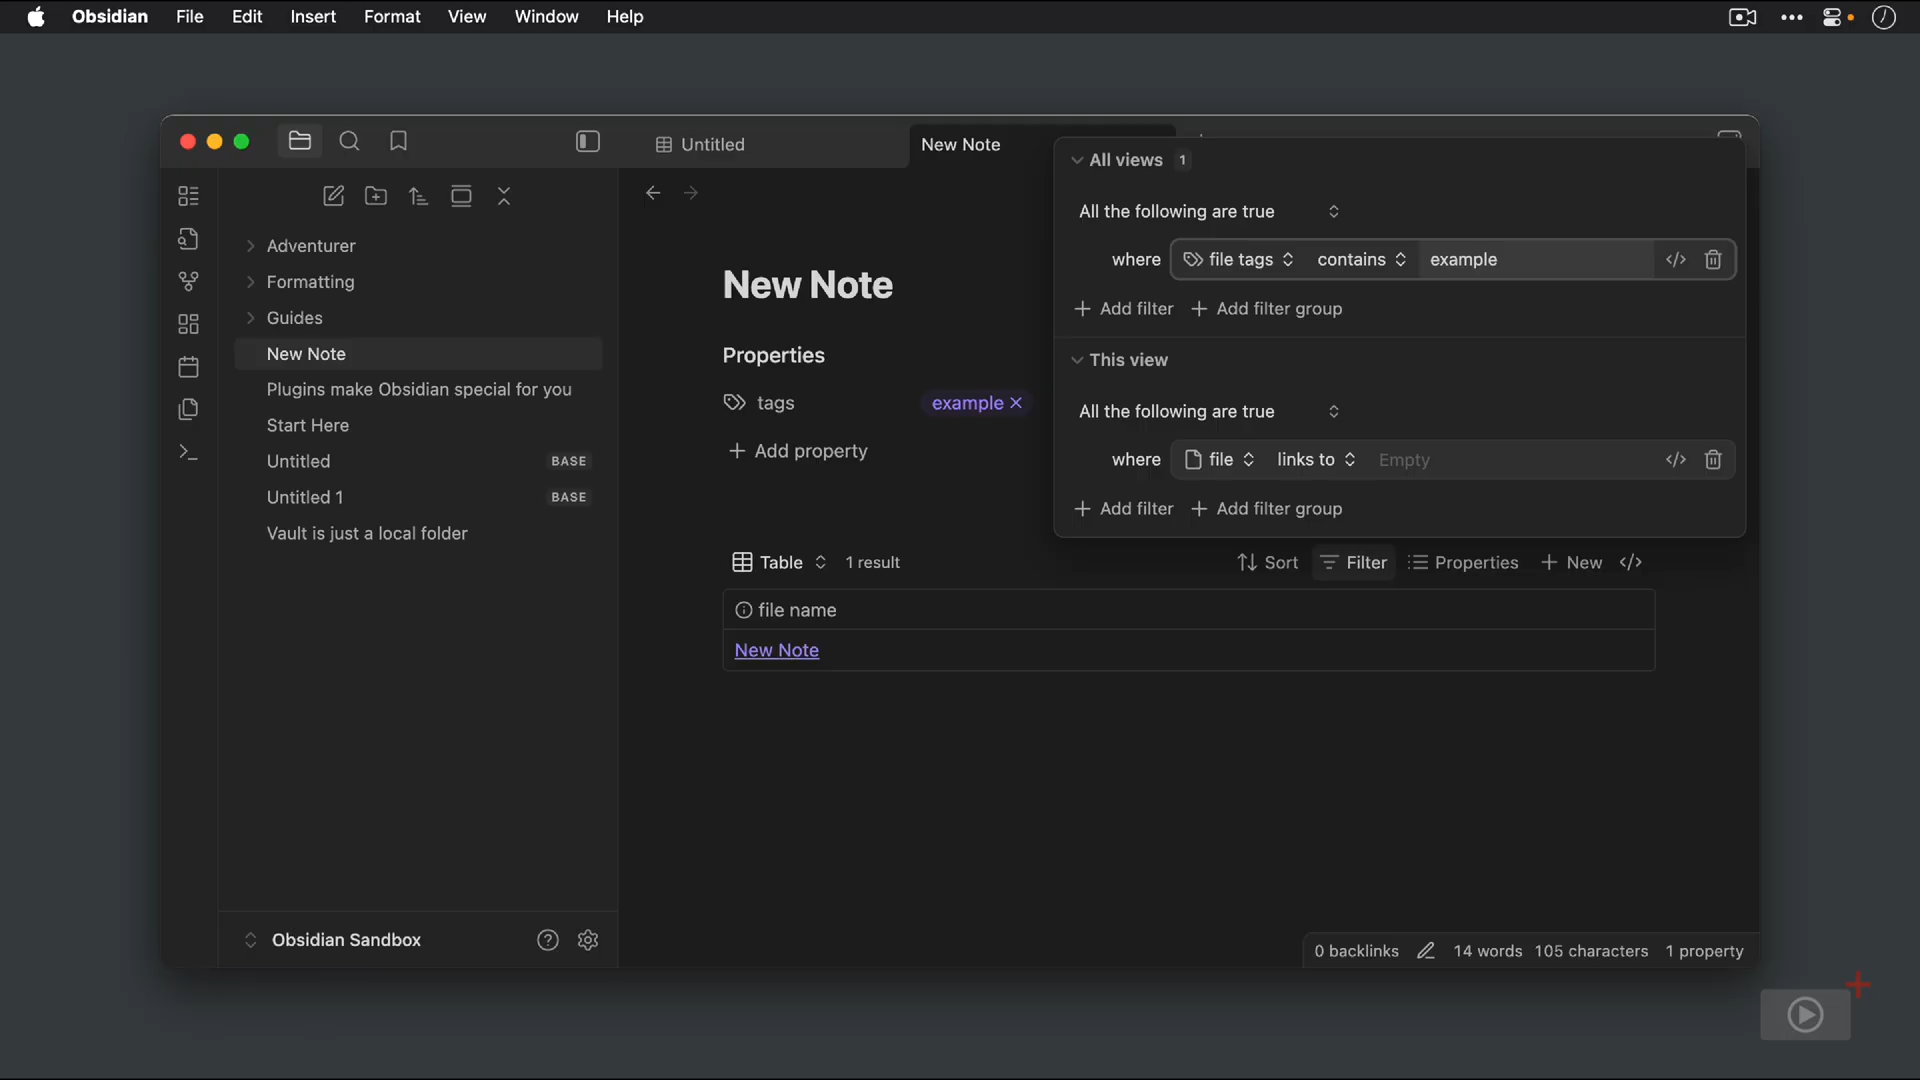 Obsidian File Edit Insert Format View Window Help
Untitled
New Note
All views 1
All the following are true
where file tags contains example
+ Add filter + Add filter group
This view
All the following are true
where file links to Empty
+ Add filter + Add filter group
Adventurer
Formatting
Guides
New Note
Plugins make Obsidian special for you
Start Here
Untitled BASE
Untitled 1 BASE
Vault is just a local folder
Obsidian Sandbox
New Note
Properties
tags example ×
+ Add property
Table 1 result Sort Filter Properties + New </>
file name
New Note
0 backlinks 14 words 105 characters 1 property